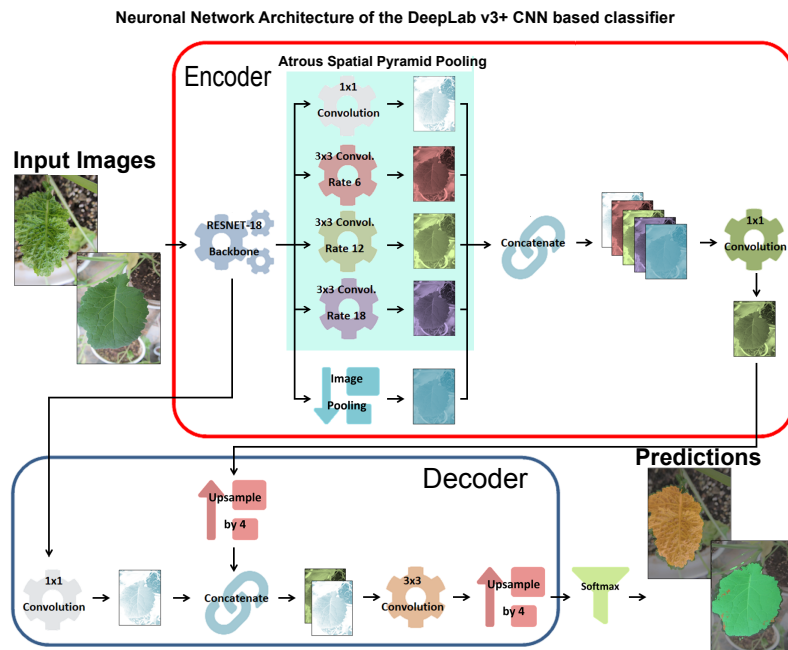 Neuronal Network Architecture of the DeepLab v3+ CNN based classifier
Encoder
Atrous Spatial Pyramid Pooling
1x1
Convolution
Input Images
3x3 Convol.
Rate 6
RESNET-18
Backbone
3x3 Convol.
Rate 12
Concatenate
1x1
Convolution
3x3 Convol.
Rate 18
Image
Pooling
Predictions
Decoder
Upsample
by 4
1x1
Convolution
Concatenate
3x3
Convolution
Upsample
by 4
Softmax